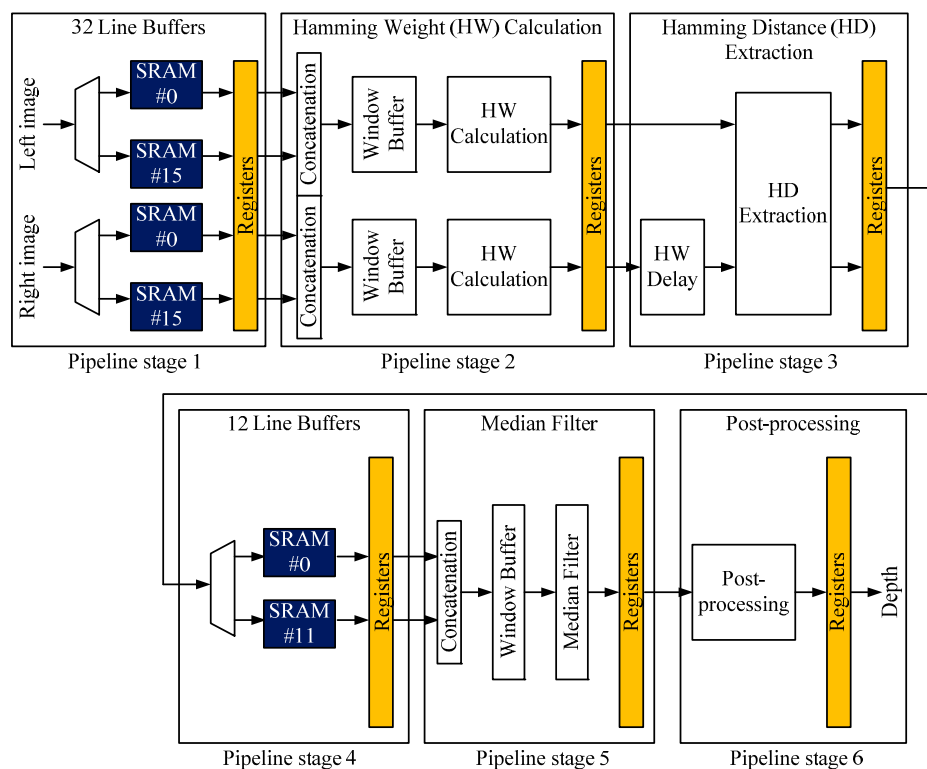 32 Line Buffers
Left image
SRAM
#0
SRAM
#15
Right image
SRAM
#0
SRAM
#15
Registers
Pipeline stage 1
Hamming Weight (HW) Calculation
Concatenation
Window
Buffer
HW
Calculation
Concatenation
Window
Buffer
HW
Calculation
Registers
Pipeline stage 2
Hamming Distance (HD)
Extraction
HW
Delay
HD
Extraction
Registers
Pipeline stage 3
12 Line Buffers
SRAM
#0
SRAM
#11
Registers
Pipeline stage 4
Median Filter
Concatenation
Window Buffer
Median Filter
Registers
Pipeline stage 5
Post-processing
Post-
processing
Registers
Depth
Pipeline stage 6